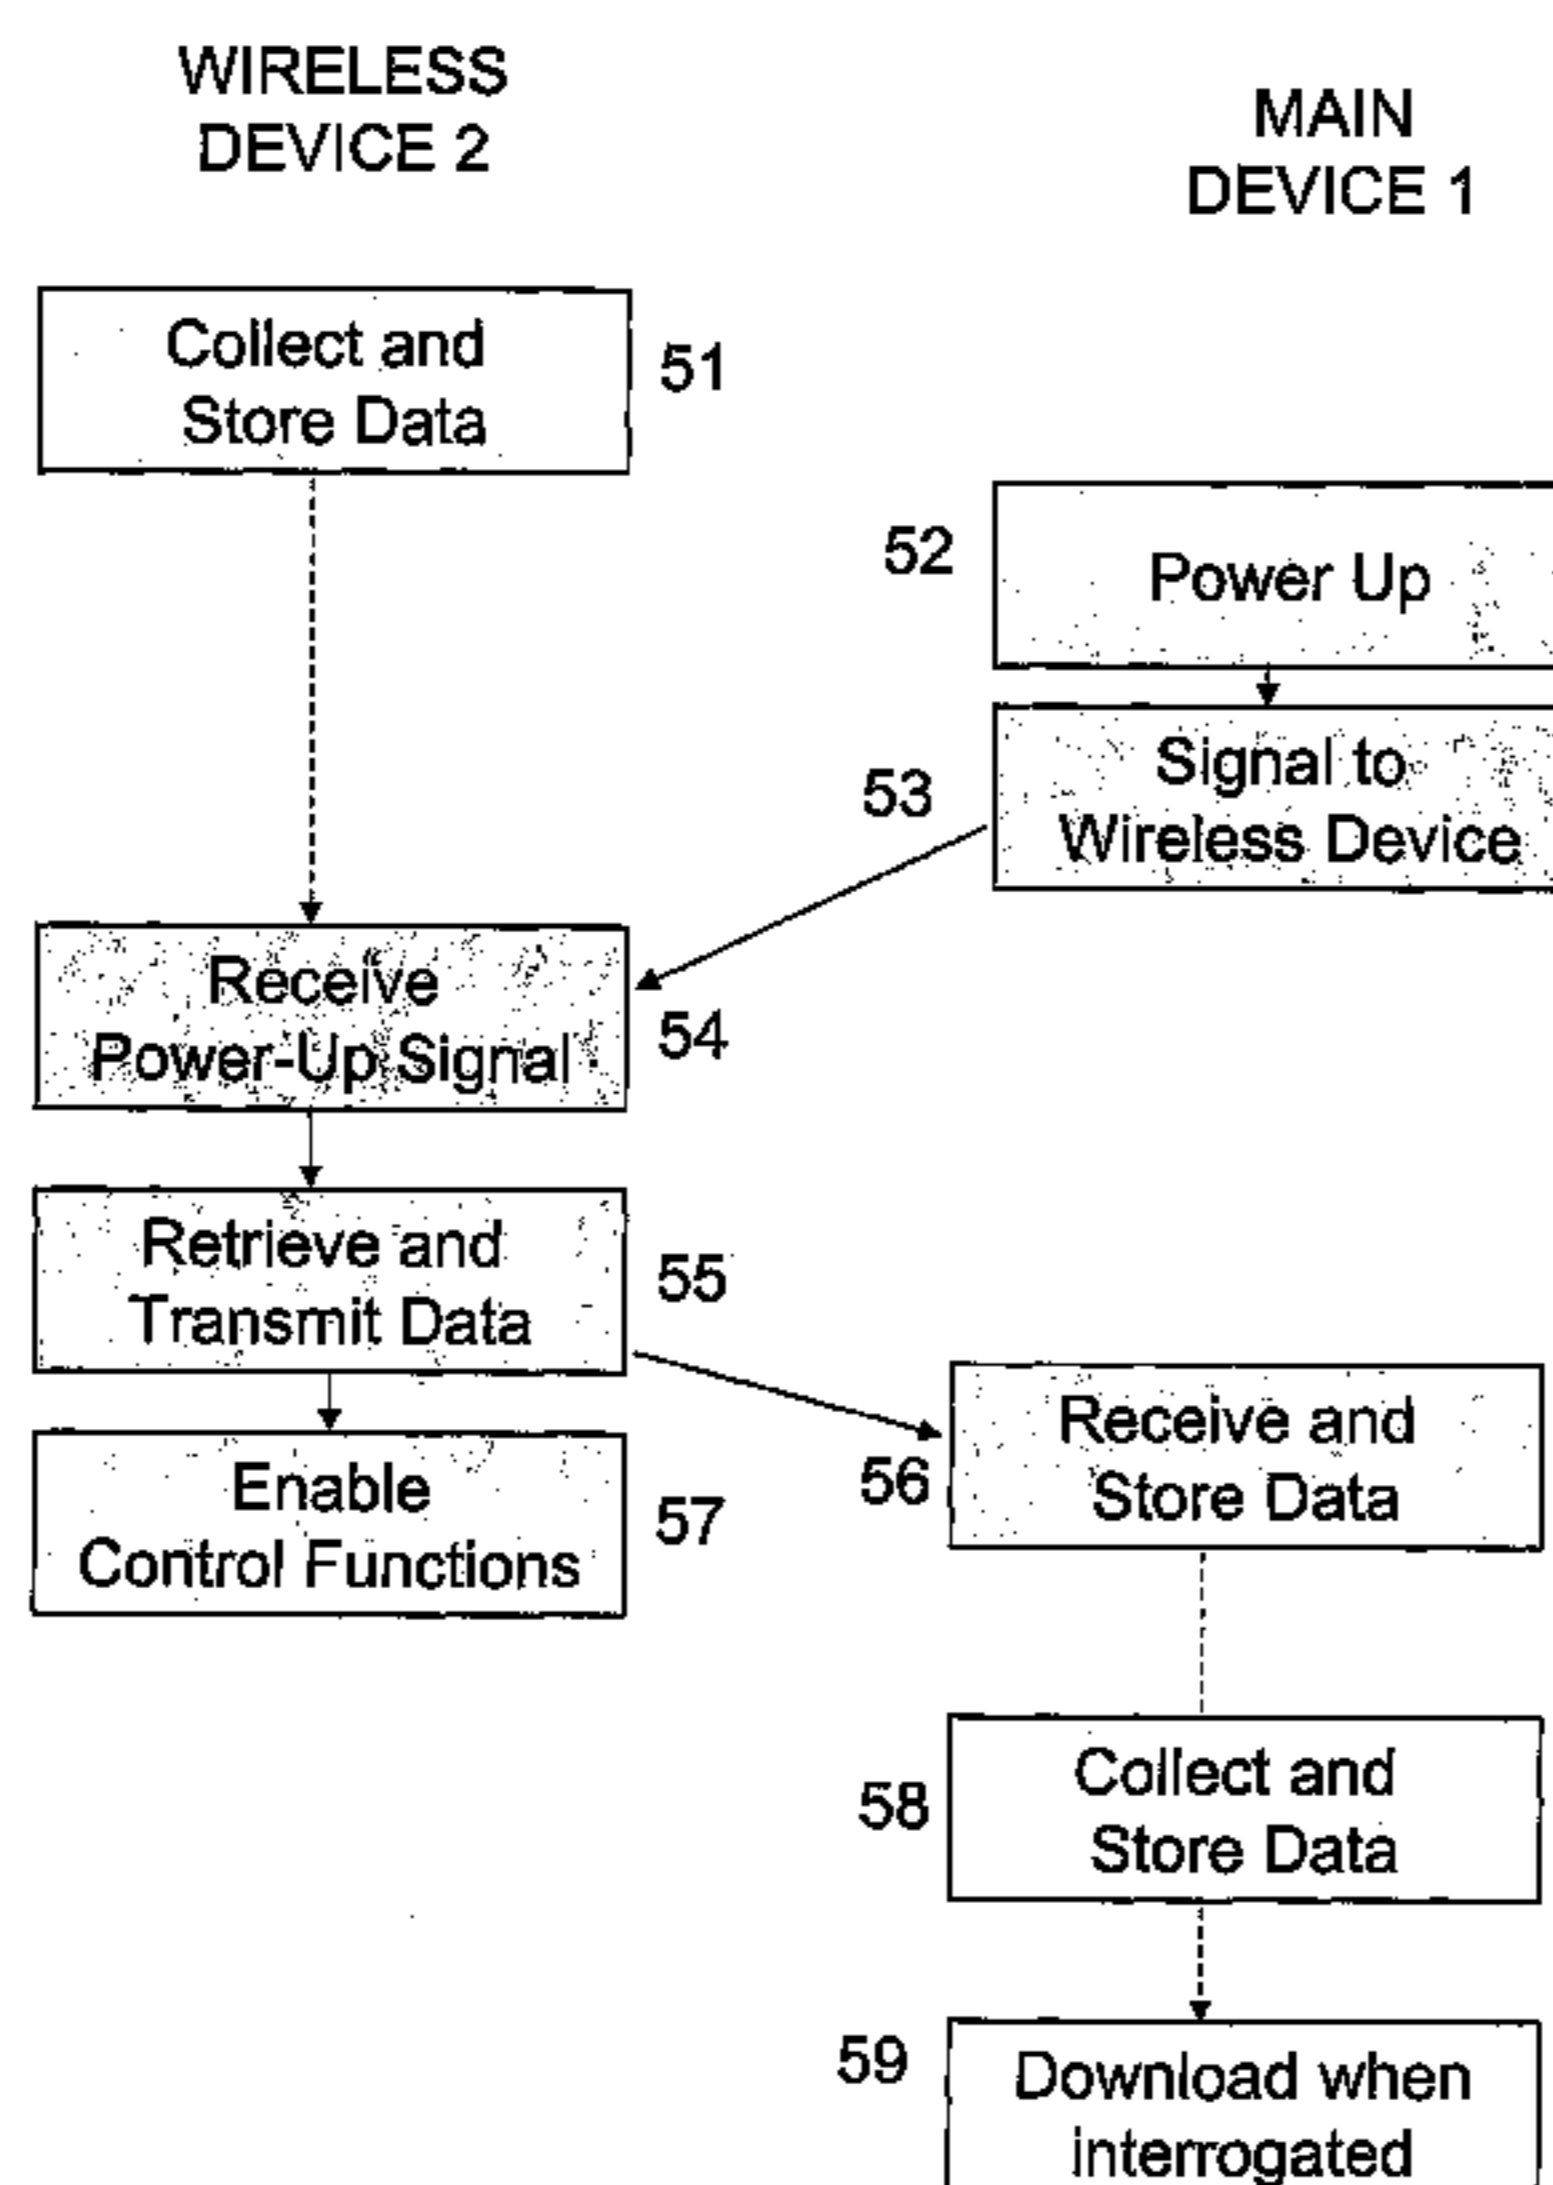 WIRELESS
DEVICE 2
MAIN
DEVICE 1
Collect and
Store Data
51
52
Power Up
53
Signal to
Wireless Device
Receive
Power-Up Signal
54
Retrieve and
Transmit Data
55
56
Receive and
Store Data
Enable
Control Functions
57
58
Collect and
Store Data
59
Download when
interrogated